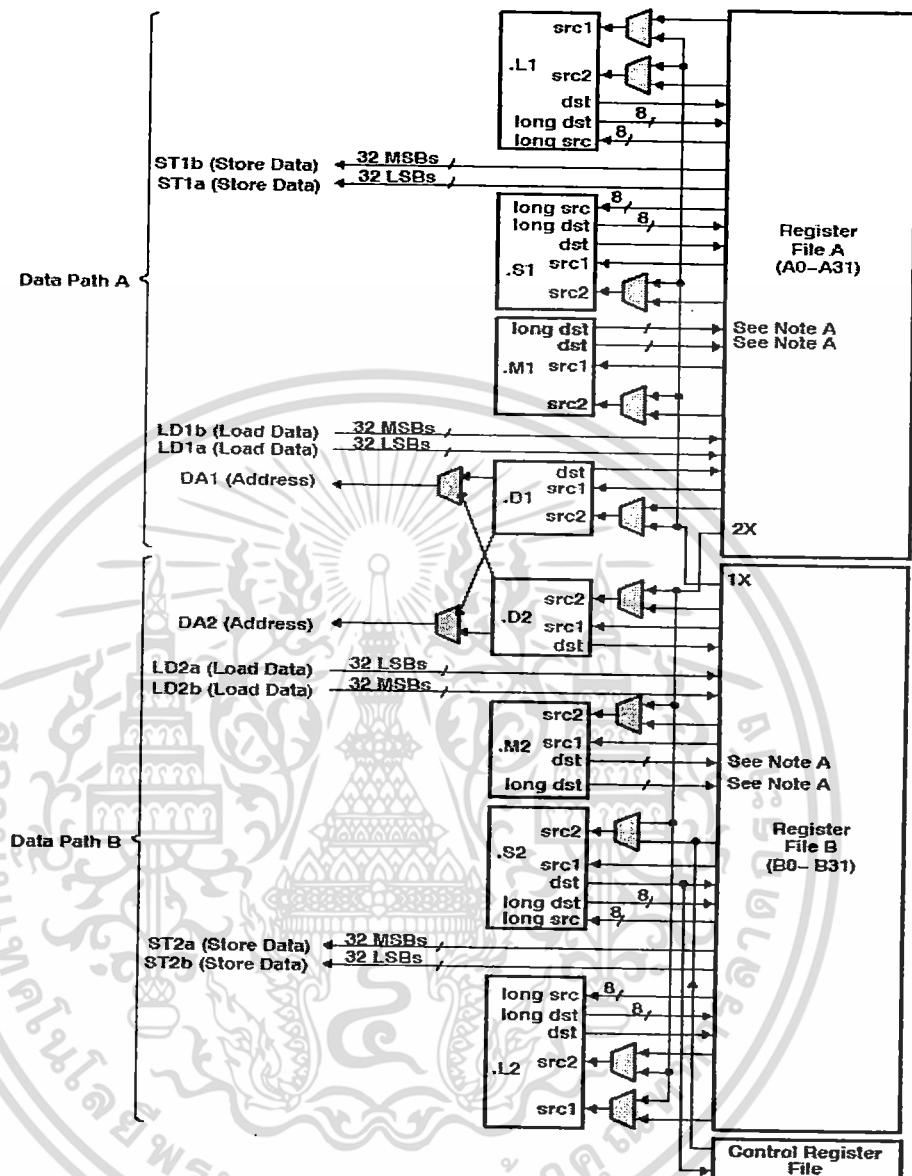 src1
.L1
src2
dst
long dst 8
long src 8
ST1b (Store Data) 32 MSBs
ST1a (Store Data) 32 LSBs
long src 8
long dst 8
dst
.S1 src1
src2
Register
File A
(A0–A31)
Data Path A
long dst See Note A
dst See Note A
.M1 src1
src2
LD1b (Load Data) 32 MSBs
LD1a (Load Data) 32 LSBs
DA1 (Address)
dst
.D1 src1
src2
2X
1X
src2
DA2 (Address) .D2 src1
dst
LD2a (Load Data) 32 LSBs
LD2b (Load Data) 32 MSBs
src2
.M2 src1
dst See Note A
long dst See Note A
Register
File B
(B0– B31)
Data Path B
src2
.S2
src1
dst
long dst 8
long src 8
ST2a (Store Data) 32 MSBs
ST2b (Store Data) 32 LSBs
long src 8
long dst 8
dst
.L2 src2
src1
Control Register
File